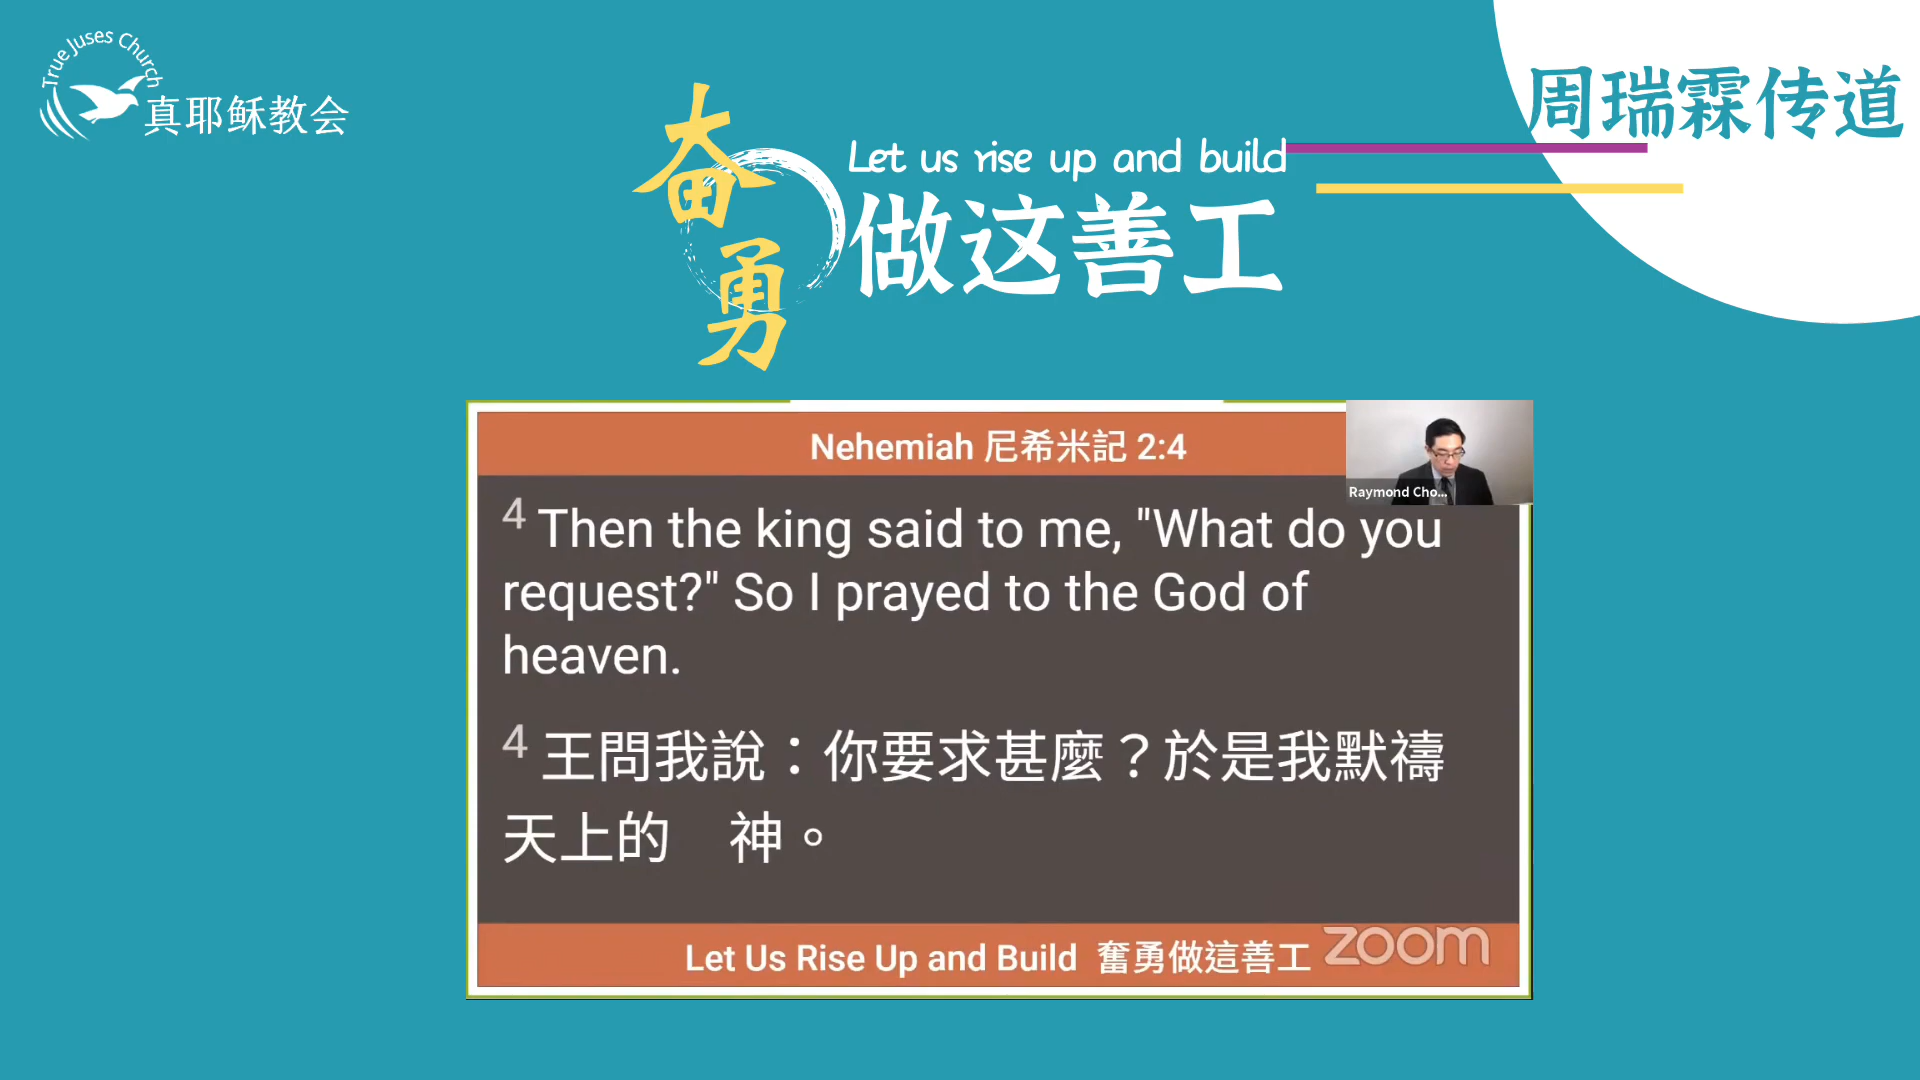 True Juses Church
真耶稣教会
奋勇
Let us rise up and build
做这善工
周瑞霖传道
Nehemiah 尼希米記 2:4
Raymond Cho...
4 Then the king said to me, "What do you
request?" So I prayed to the God of
heaven.
4 王問我說：你要求甚麼？於是我默禱
天上的　神。
Let Us Rise Up and Build 奮勇做這善工
zoom